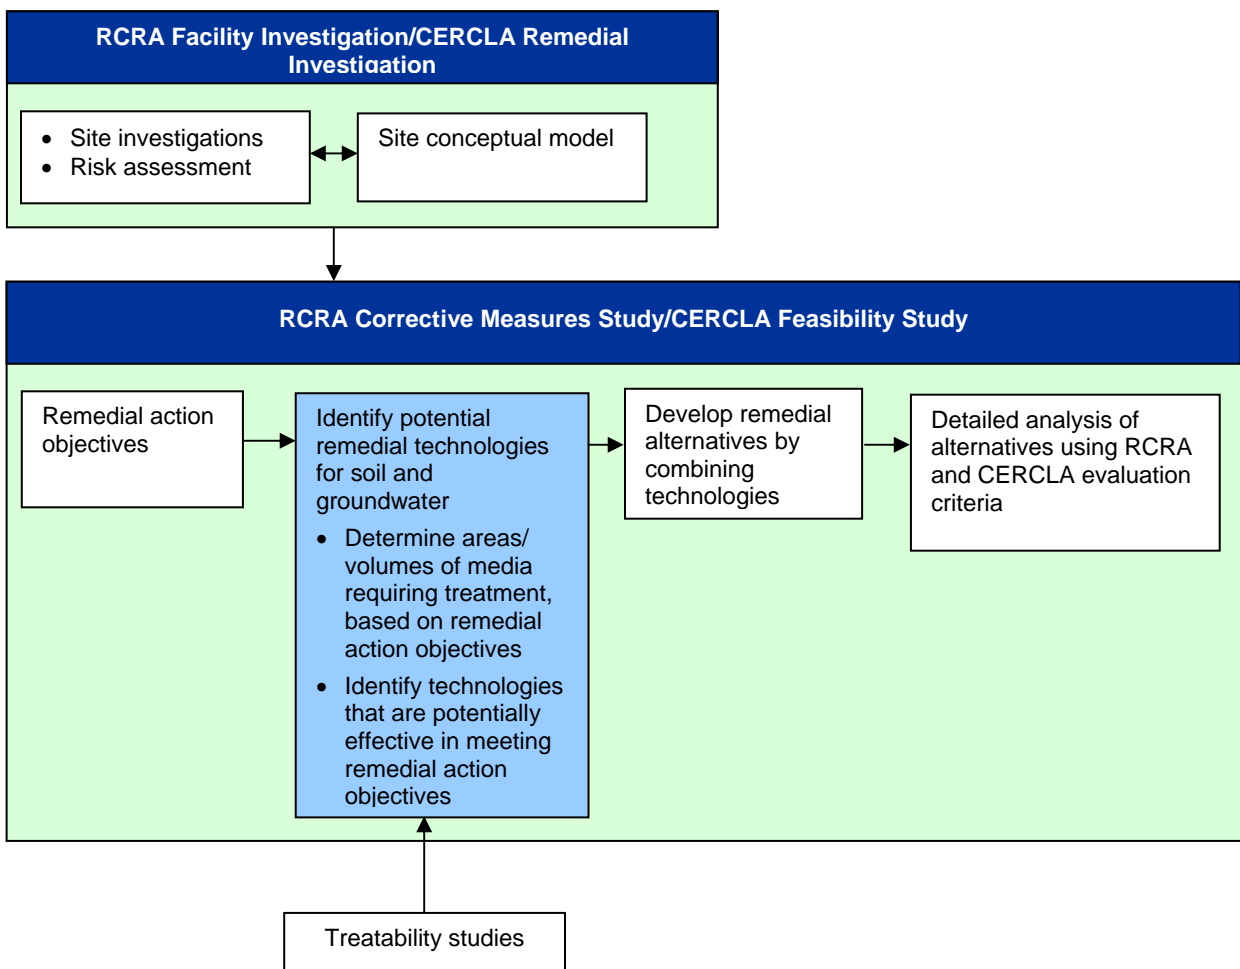 RCRA Facility Investigation/CERCLA Remedial
Investigation
• Site investigations
• Risk assessment
Site conceptual model
RCRA Corrective Measures Study/CERCLA Feasibility Study
Remedial action
objectives
Identify potential
remedial technologies
for soil and
groundwater
• Determine areas/
volumes of media
requiring treatment,
based on remedial
action objectives
• Identify technologies
that are potentially
effective in meeting
remedial action
objectives
Develop remedial
alternatives by
combining
technologies
Detailed analysis of
alternatives using RCRA
and CERCLA evaluation
criteria
Treatability studies